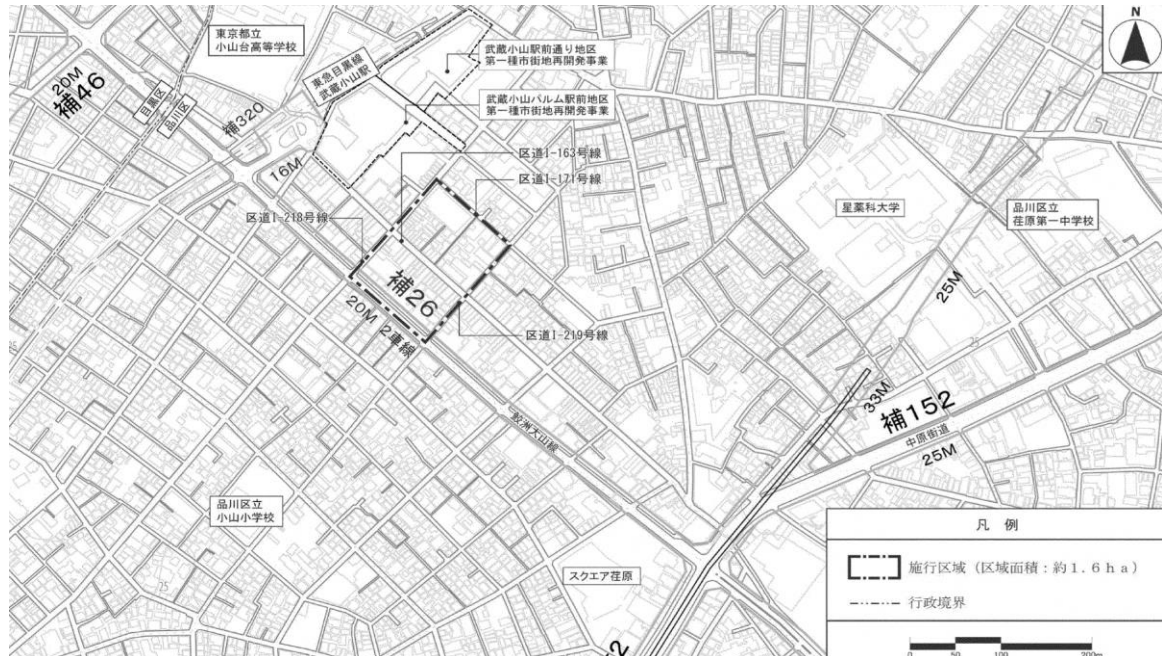 東京都立
小山台高等学校
20M
補46
目黒区
品川区
補320
16M
東急目黒線
武蔵小山駅
武蔵小山駅前通り地区
第一種市街地再開発事業
武蔵小山パルム駅前地区
第一種市街地再開発事業
区道Ⅰ-163号線
区道Ⅰ-171号線
区道Ⅰ-218号線
補26
20M 2車線
区道Ⅰ-219号線
N
星薬科大学
品川区立
荏原第一中学校
25M
25
33M
補152
中原街道
25M
鮫洲大山線
品川区立
小山小学校
25
スクエア荏原
凡 例
施行区域（区域面積：約1.6ha）
行政境界
0 50 100 200m